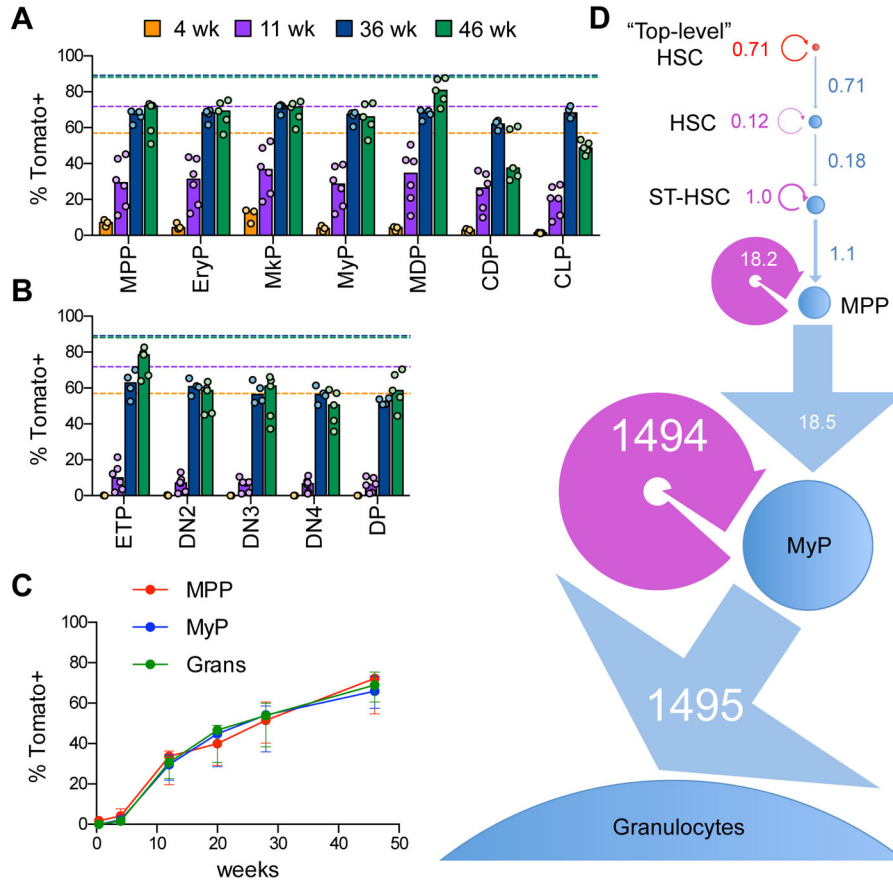 A
4 wk 11 wk 36 wk 46 wk
100
80
60
40
20
0
% Tomato+
MPP EryP MkP MyP MDP CDP CLP
B
100
80
60
40
20
0
% Tomato+
ETP DN2 DN3 DN4 DP
C
MPP
MyP
Grans
100
80
60
40
20
0
% Tomato+
0 10 20 30 40 50
weeks
D
“Top-level”
HSC
0.71
0.71
HSC 0.12
0.18
ST-HSC 1.0
1.1
18.2
MPP
18.5
1494
MyP
1495
Granulocytes